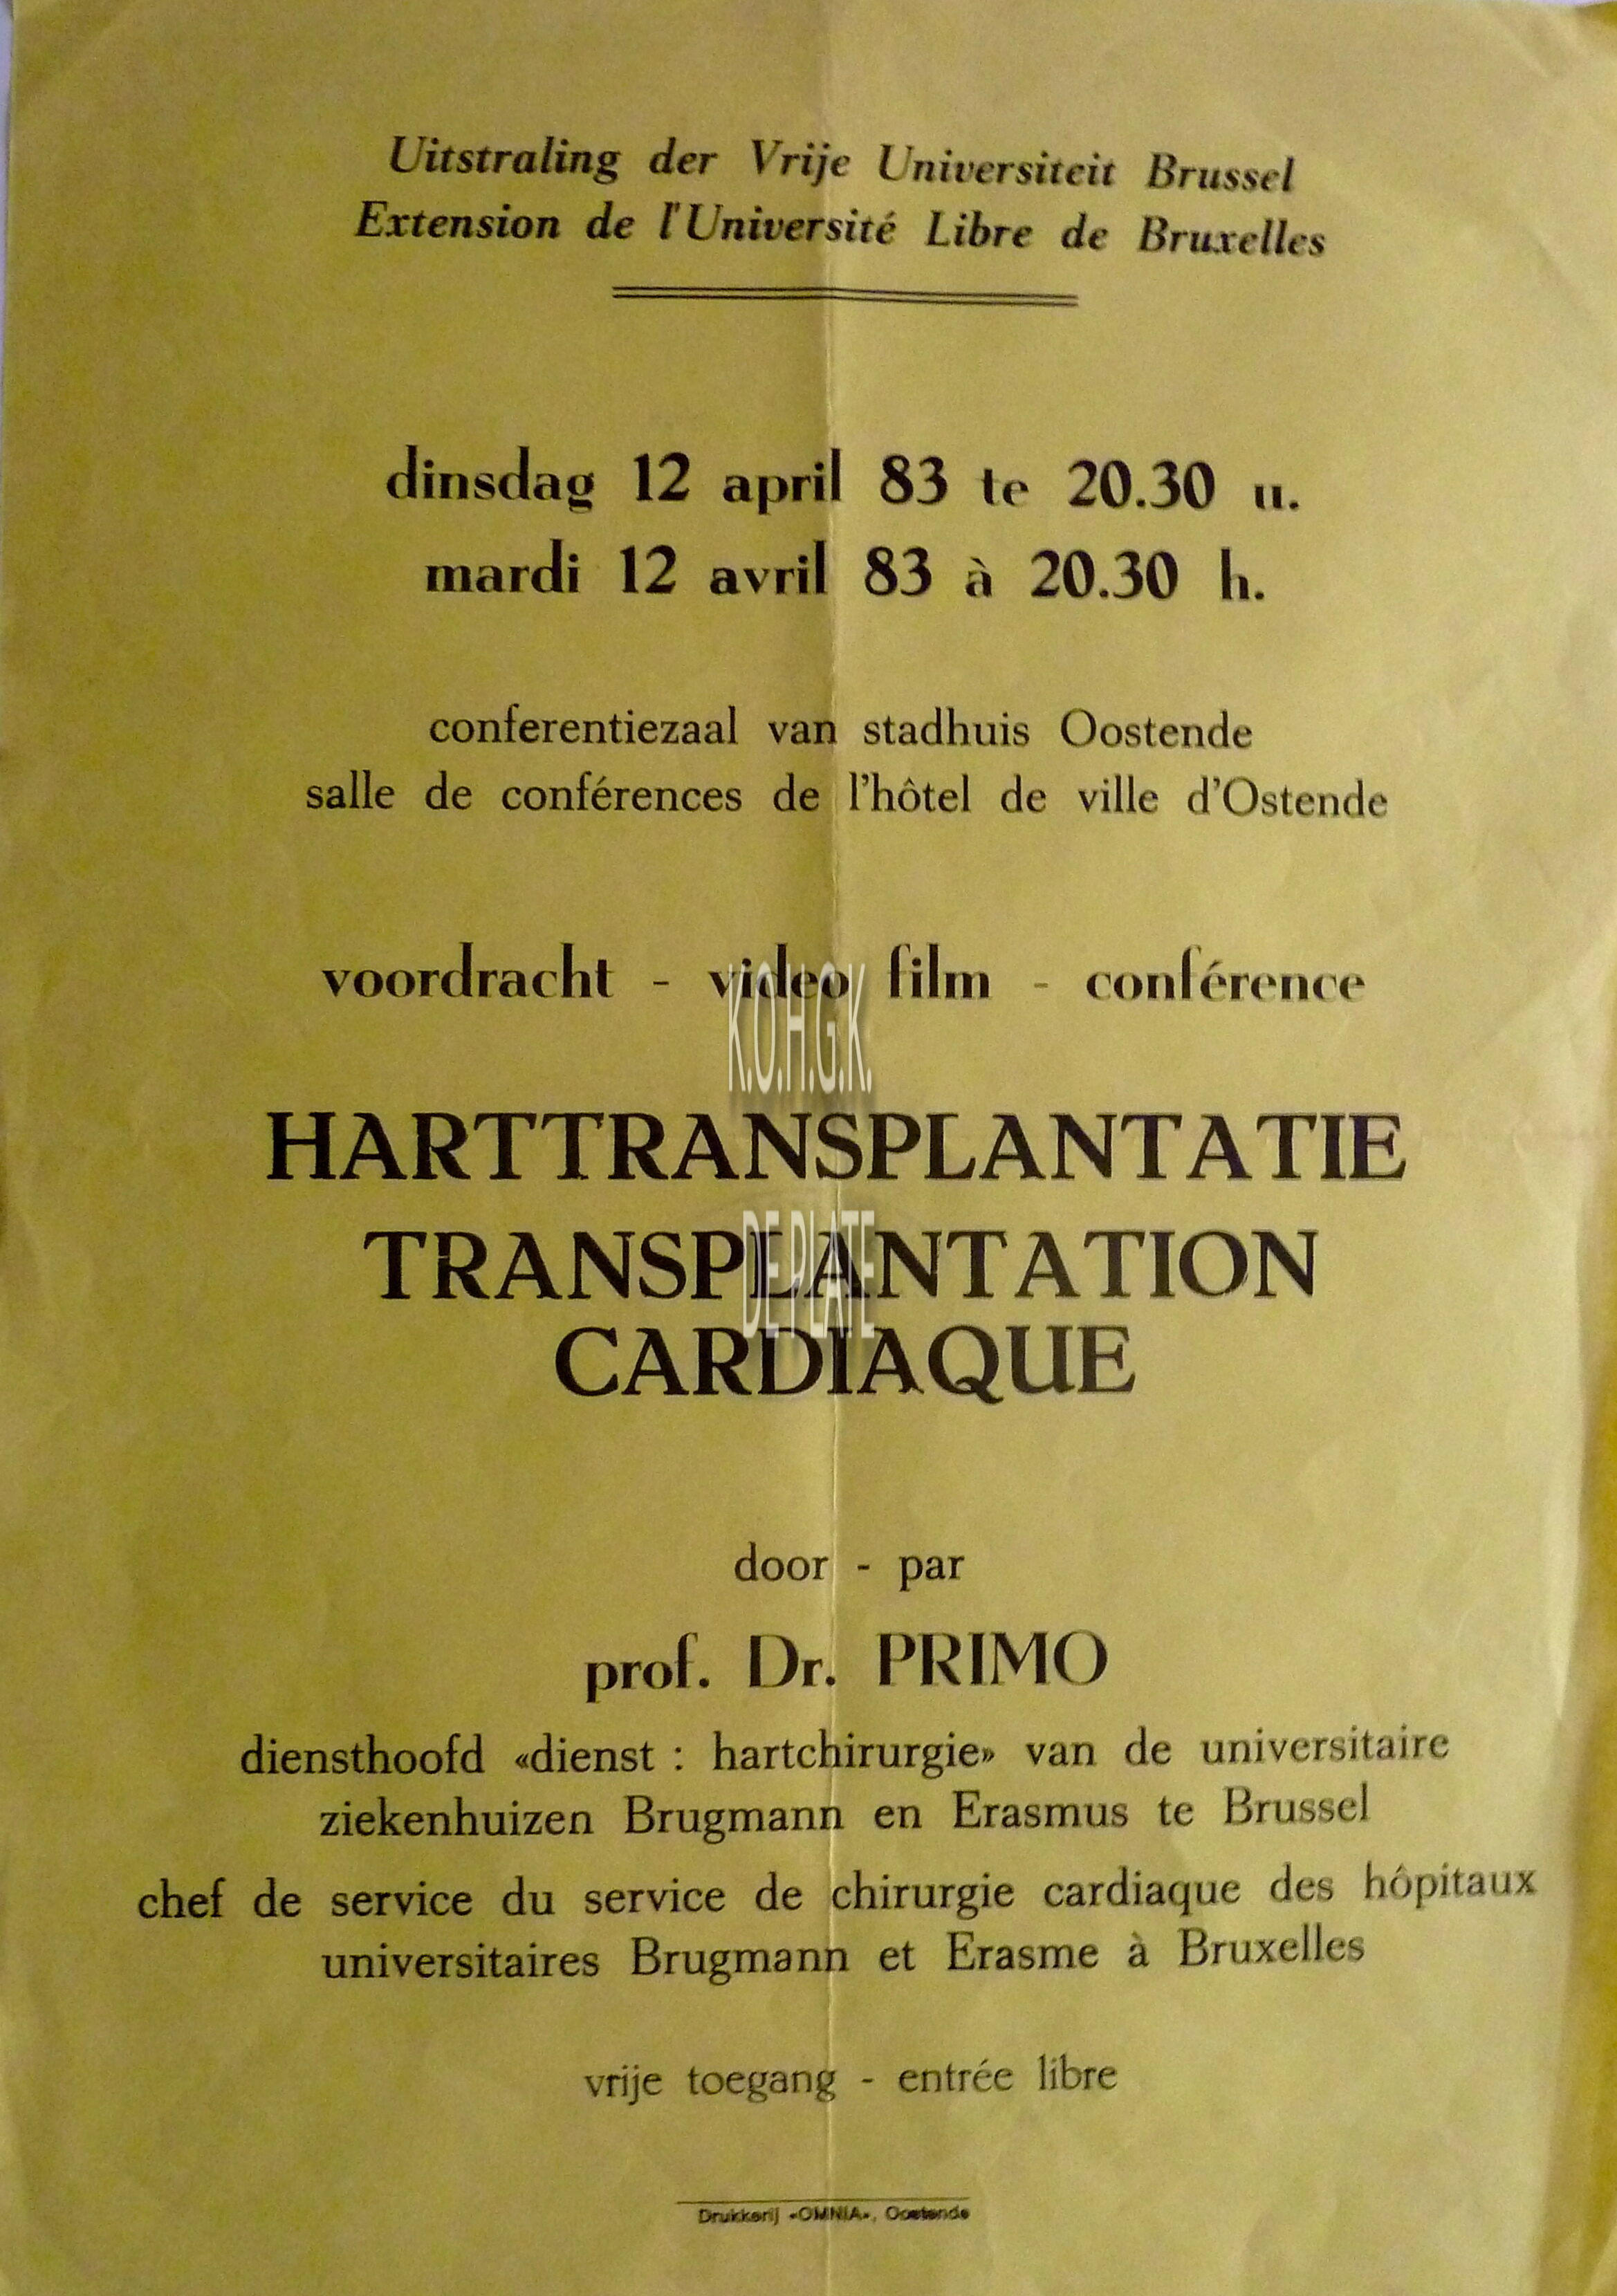 Uitstraling der Vrije Universiteit Brussel
Extension de l'Université Libre de Bruxelles
dinsdag 12 april 83 te 20.30 u.
mardi 12 avril 83 à 20.30 h.
conferentiezaal van stadhuis Oostende
salle de conférences de l'hôtel de ville d'Ostende
voordracht - video film - conférence
K.O.H.G.K.
HARTTRANSPLANTATIE
DE PLATE
TRANSPLANTATION
CARDIAQUE
door - par
prof. Dr. PRIMO
diensthoofd «dienst : hartchirurgie» van de universitaire
ziekenhuizen Brugmann en Erasmus te Brussel
chef de service du service de chirurgie cardiaque des hôpitaux
universitaires Brugmann et Erasme à Bruxelles
vrije toegang - entrée libre
Drukkerij «OMNIA», Oostende